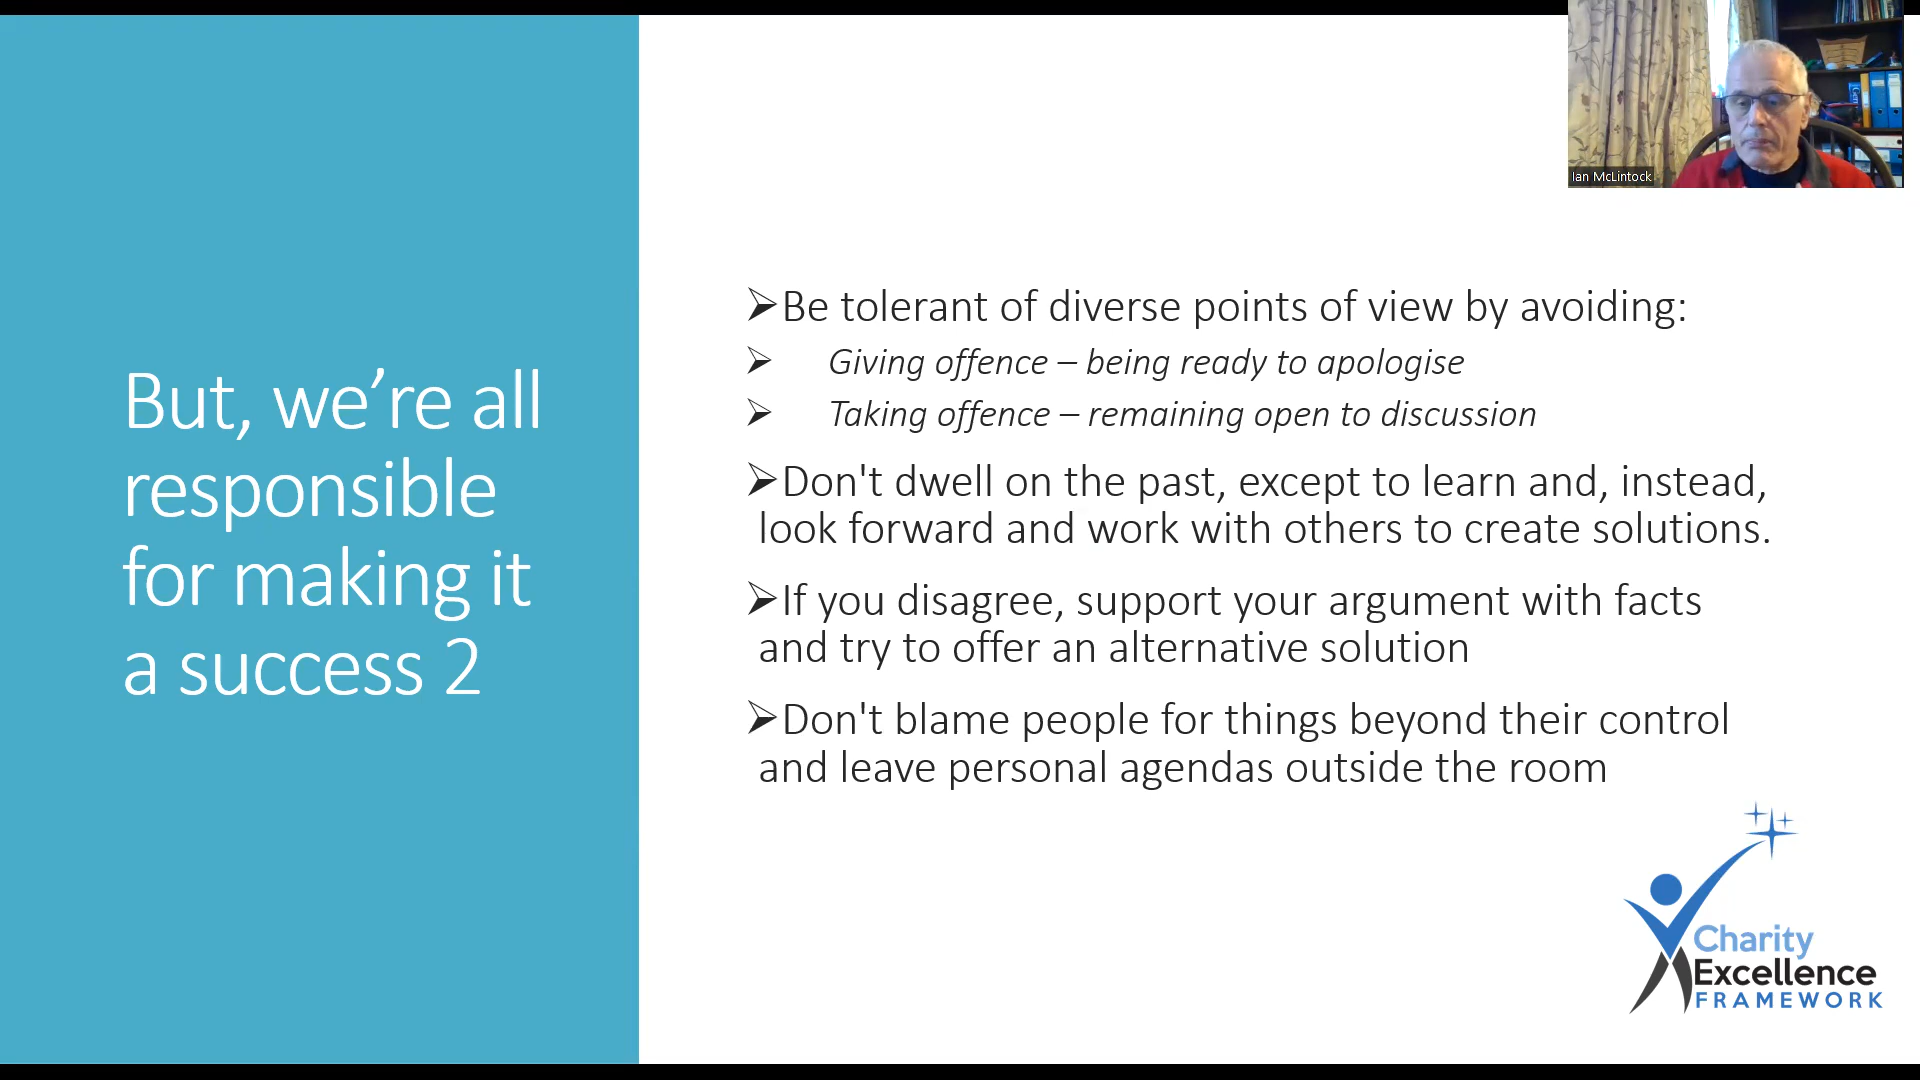 Ian McLintock
But, we’re all
responsible
for making it
a success 2
➢Be tolerant of diverse points of view by avoiding:
➢ Giving offence – being ready to apologise
➢ Taking offence – remaining open to discussion
➢Don't dwell on the past, except to learn and, instead,
look forward and work with others to create solutions.
➢If you disagree, support your argument with facts
and try to offer an alternative solution
➢Don't blame people for things beyond their control
and leave personal agendas outside the room
Charity
Excellence
FRAMEWORK